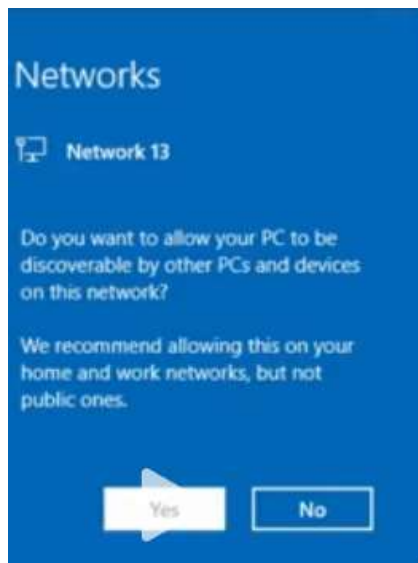 Networks
Network 13
Do you want to allow your PC to be
discoverable by other PCs and devices
on this network?
We recommend allowing this on your
home and work networks, but not
public ones.
Yes
No